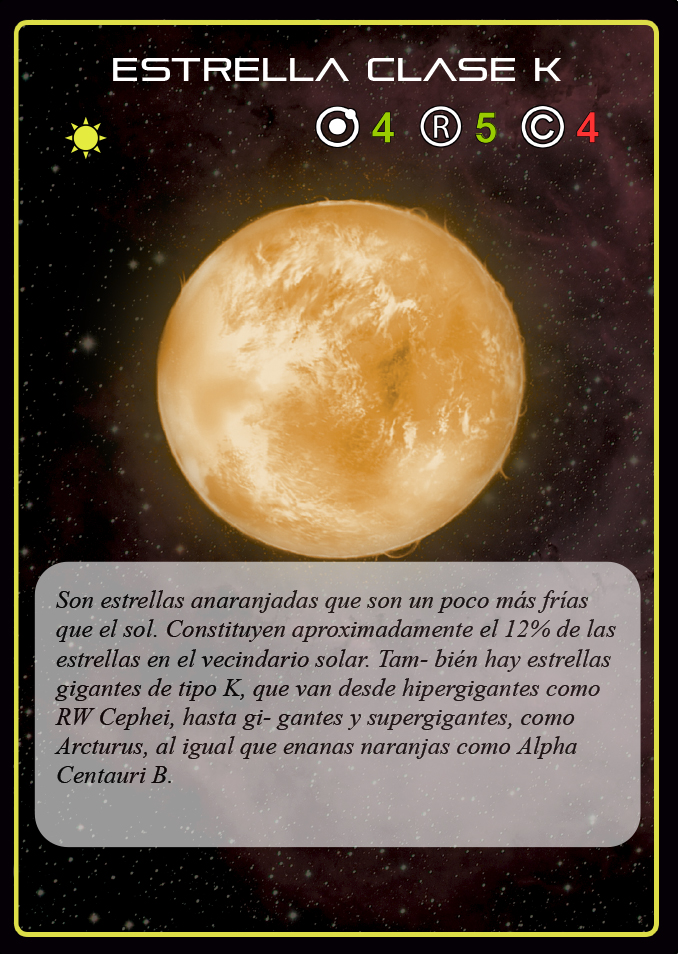 ESTRELLA CLASE K
4 Ⓡ 5 Ⓒ 4
Son estrellas anaranjadas que son un poco más frías
que el sol. Constituyen aproximadamente el 12% de las
estrellas en el vecindario solar. Tam- bién hay estrellas
gigantes de tipo K, que van desde hipergigantes como
RW Cephei, hasta gi- gantes y supergigantes, como
Arcturus, al igual que enanas naranjas como Alpha
Centauri B.